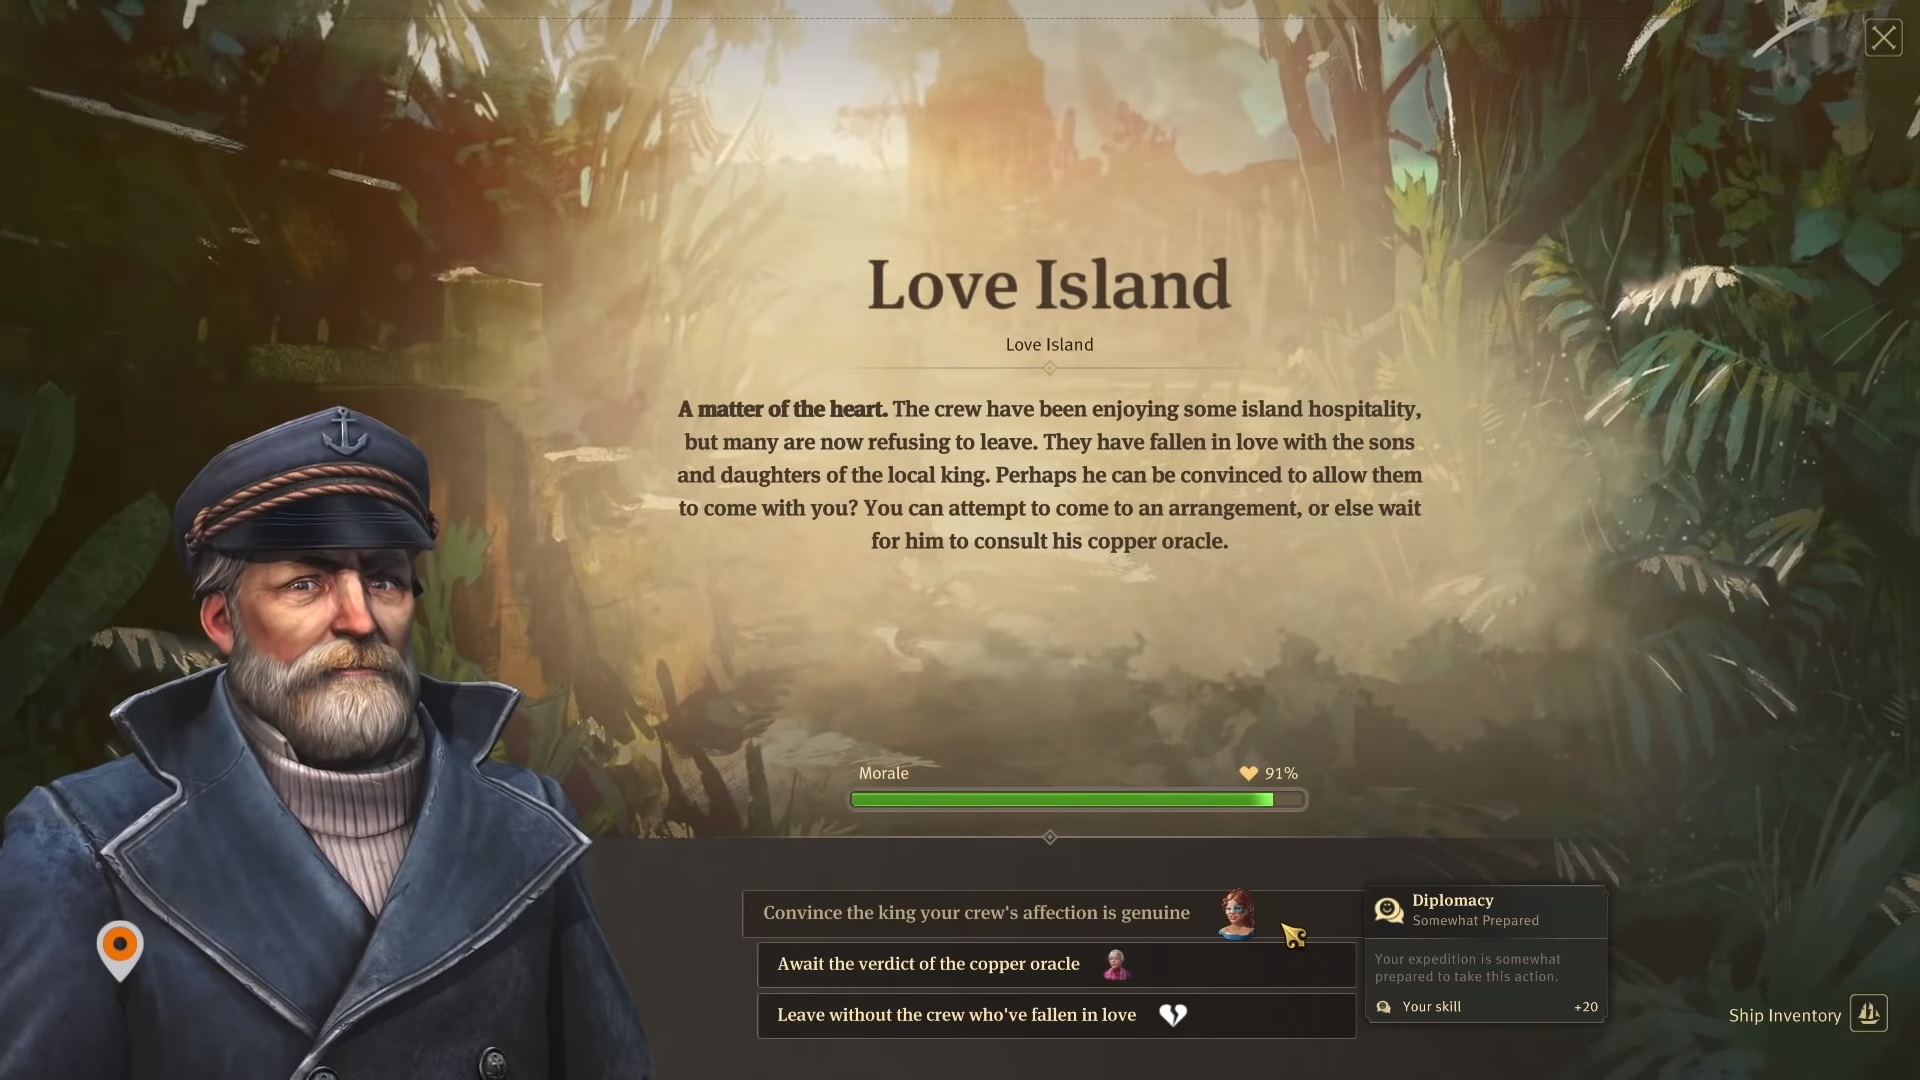 Love Island
Love Island
A matter of the heart. The crew have been enjoying some island hospitality,
but many are now refusing to leave. They have fallen in love with the sons
and daughters of the local king. Perhaps he can be convinced to allow them
to come with you? You can attempt to come to an arrangement, or else wait
for him to consult his copper oracle.
Morale 91%
Convince the king your crew's affection is genuine
Await the verdict of the copper oracle
Leave without the crew who've fallen in love
Diplomacy
Somewhat Prepared
Your expedition is somewhat
prepared to take this action.
Your skill +20
Ship Inventory